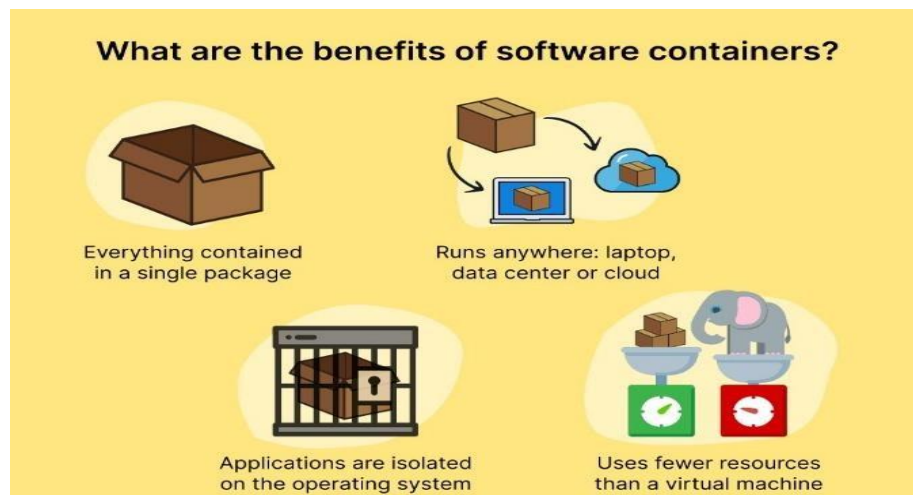 What are the benefits of software containers?
Everything contained
in a single package
Runs anywhere: laptop,
data center or cloud
Applications are isolated
on the operating system
Uses fewer resources
than a virtual machine